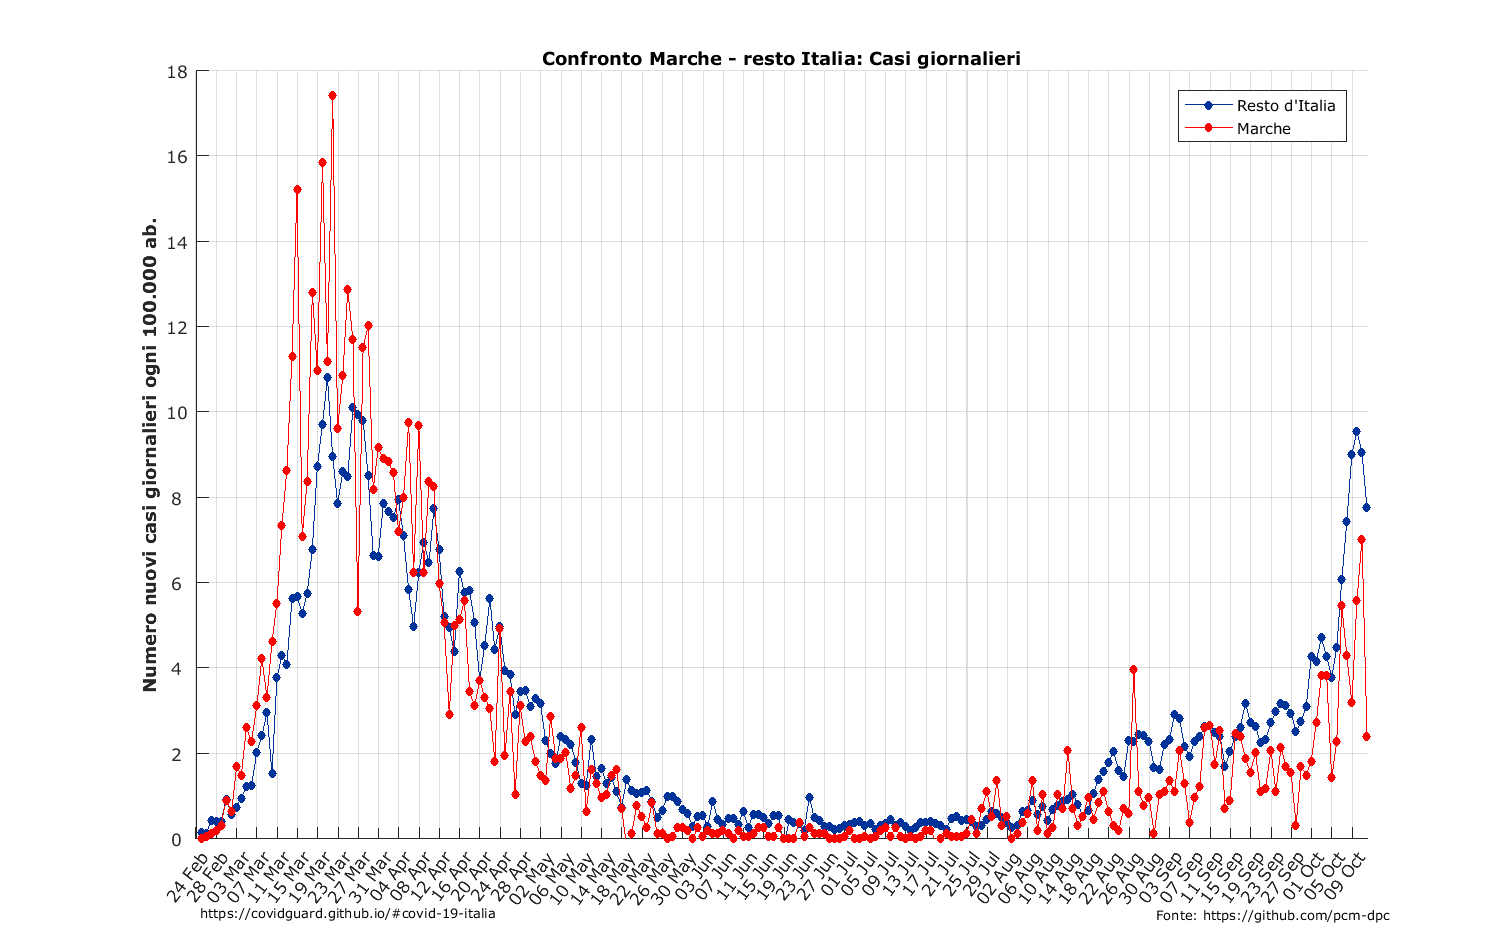 Confronto Marche - resto Italia: Casi giornalieri
Numero nuovi casi giornalieri ogni 100.000 ab.
18
16
14
12
10
8
6
4
2
0
Resto d'Italia
Marche
24 Feb
28 Feb
03 Mar
07 Mar
11 Mar
15 Mar
19 Mar
23 Mar
27 Mar
31 Mar
04 Apr
08 Apr
12 Apr
16 Apr
20 Apr
24 Apr
28 Apr
02 May
06 May
10 May
14 May
18 May
22 May
26 May
30 May
03 Jun
07 Jun
11 Jun
15 Jun
19 Jun
23 Jun
27 Jun
01 Jul
05 Jul
09 Jul
13 Jul
17 Jul
21 Jul
25 Jul
29 Jul
02 Aug
06 Aug
10 Aug
14 Aug
18 Aug
22 Aug
26 Aug
30 Aug
03 Sep
07 Sep
11 Sep
15 Sep
19 Sep
23 Sep
27 Sep
01 Oct
05 Oct
09 Oct
https://covidguard.github.io/#covid-19-italia
Fonte: https://github.com/pcm-dpc